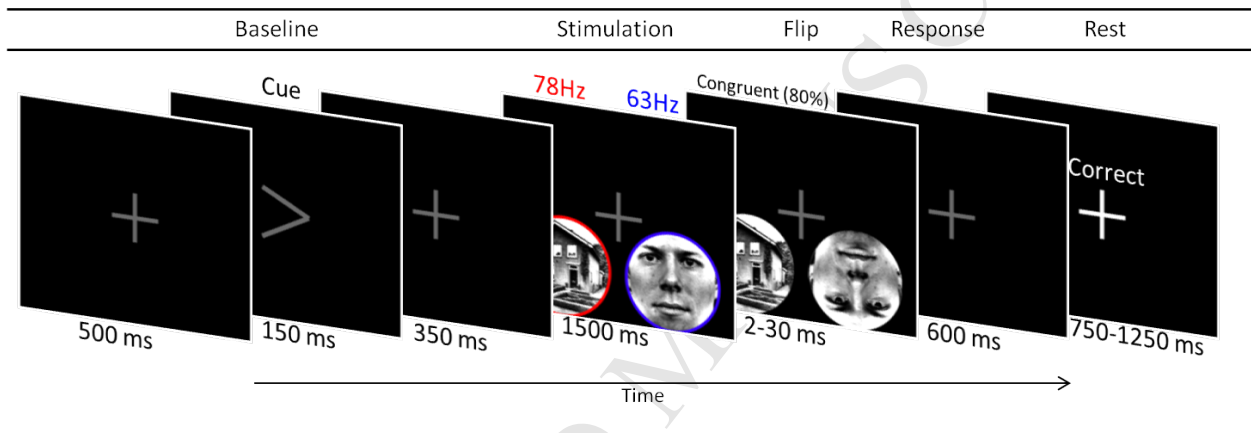 Baseline Stimulation Flip Response Rest
Cue
78Hz
63Hz
Congruent (80%)
Correct
500 ms
150 ms
350 ms
1500 ms
2-30 ms
600 ms
750-1250 ms
Time